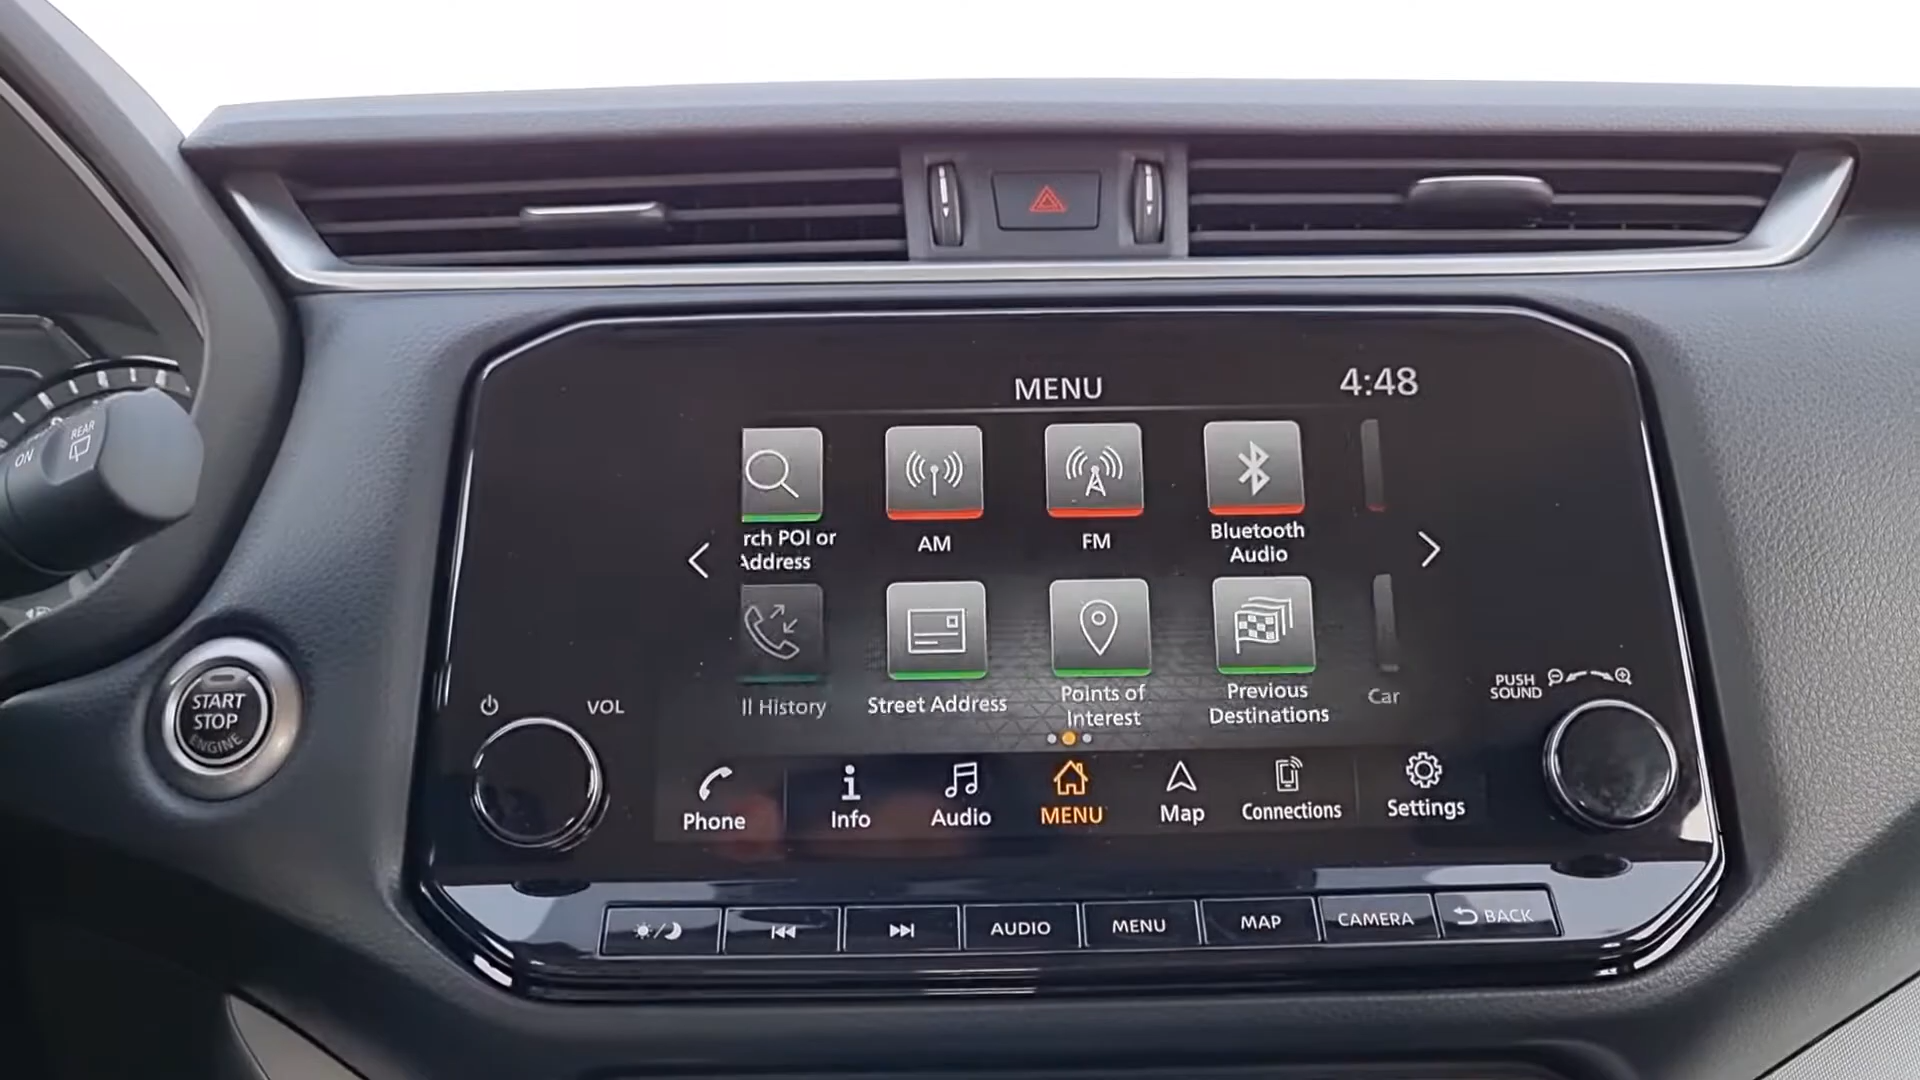 MENU
4:48
rch POI or
Address
AM
FM
Bluetooth
Audio
ll History
Street Address
Points of
Interest
Previous
Destinations
Car
Phone
Info
Audio
MENU
Map
Connections
Settings
REAR
ON
START
STOP
ENGINE
VOL
PUSH
SOUND
AUDIO
MENU
MAP
CAMERA
BACK